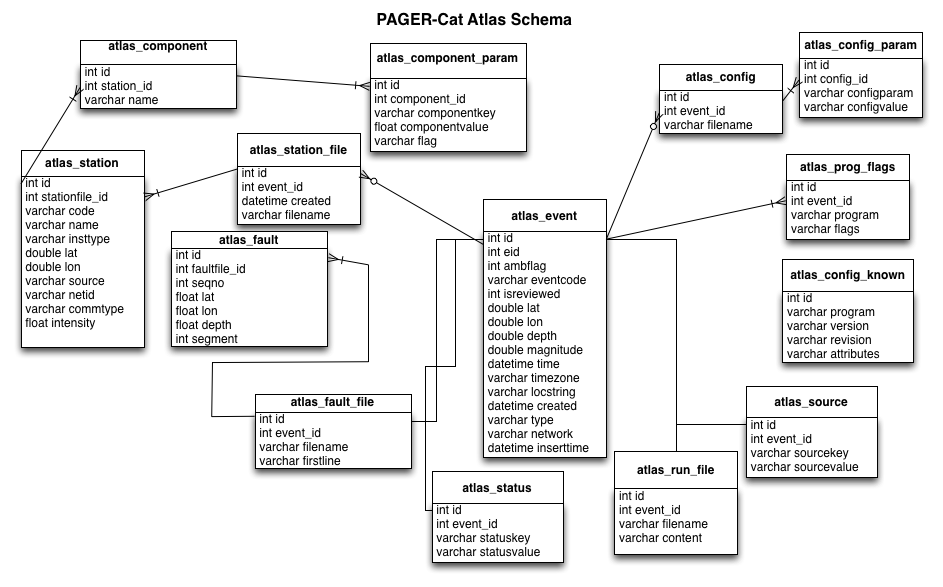 PAGER-Cat Atlas Schema
atlas_component
int id
int station_id
varchar name
atlas_component_param
int id
int component_id
varchar componentkey
float componentvalue
varchar flag
atlas_config
int id
int event_id
varchar filename
atlas_config_param
int id
int config_id
varchar configparam
varchar configvalue
atlas_station
int id
int stationfile_id
varchar code
varchar name
varchar insttype
double lat
double lon
varchar source
varchar netid
varchar commtype
float intensity
atlas_station_file
int id
int event_id
datetime created
varchar filename
atlas_prog_flags
int id
int event_id
varchar program
varchar flags
atlas_fault
int id
int faultfile_id
int seqno
float lat
float lon
float depth
int segment
atlas_event
int id
int eid
int ambflag
varchar eventcode
int isreviewed
double lat
double lon
double depth
double magnitude
datetime time
varchar timezone
varchar locstring
datetime created
varchar type
varchar network
datetime inserttime
atlas_config_known
int id
varchar program
varchar version
varchar revision
varchar attributes
atlas_fault_file
int id
int event_id
varchar filename
varchar firstline
atlas_source
int id
int event_id
varchar sourcekey
varchar sourcevalue
atlas_status
int id
int event_id
varchar statuskey
varchar statusvalue
atlas_run_file
int id
int event_id
varchar filename
varchar content